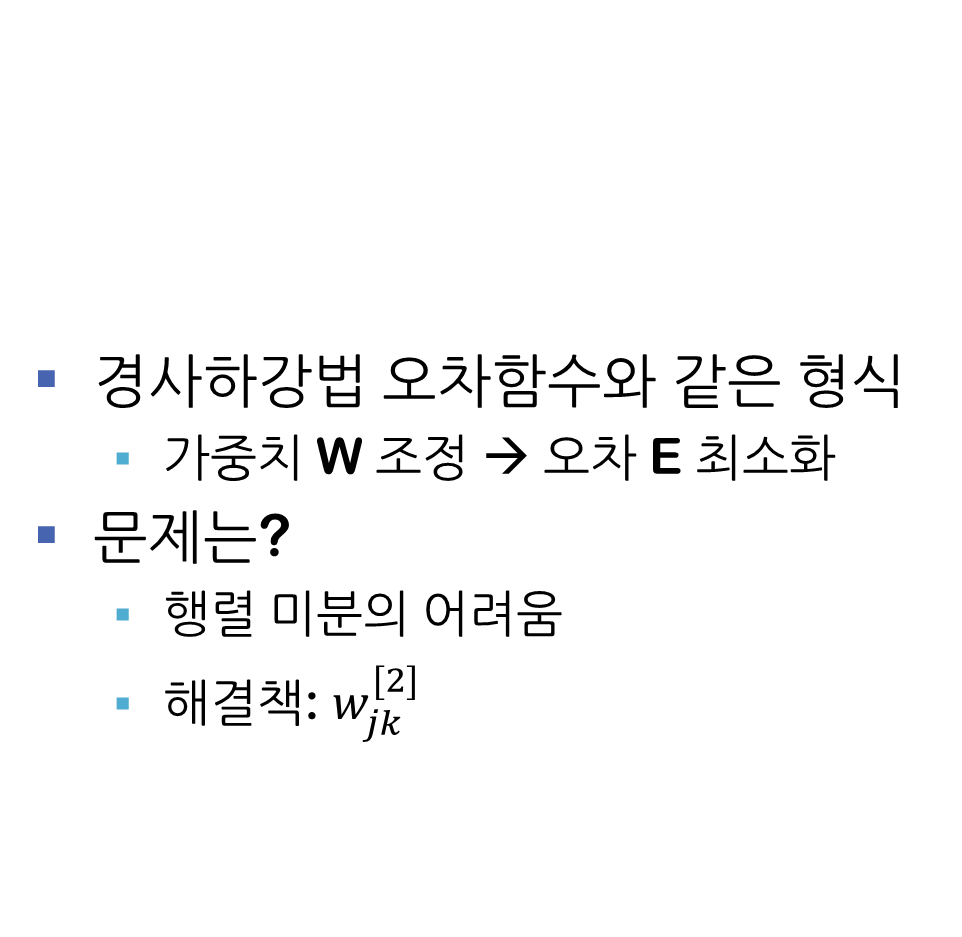 ▪ 경사하강법 오차함수와 같은 형식
▪ 가중치 W 조정 → 오차 E 최소화
▪ 문제는?
▪ 행렬 미분의 어려움
▪ 해결책: $w_{jk}^{[2]}$